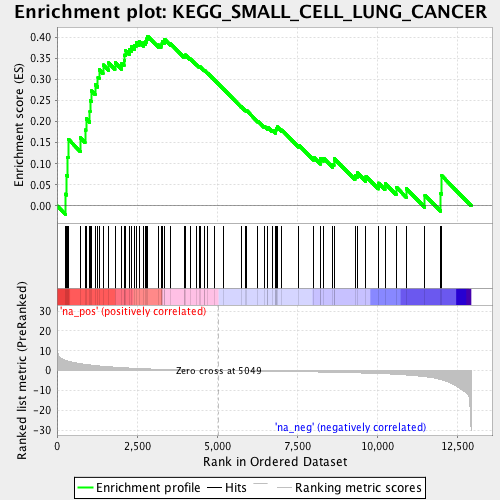 Enrichment plot: KEGG_SMALL_CELL_LUNG_CANCER
Enrichment score (ES)
0.40
0.35
0.30
0.25
0.20
0.15
0.10
0.05
0.00
'na_pos' (positively correlated)
Ranked list metric (PreRanked)
30
20
10
0
-10
-20
-30
Zero cross at 5049
'na_neg' (negatively correlated)
0
2,500
5,000
7,500
10,000
12,500
Rank in Ordered Dataset
Enrichment profile
Hits
Ranking metric scores